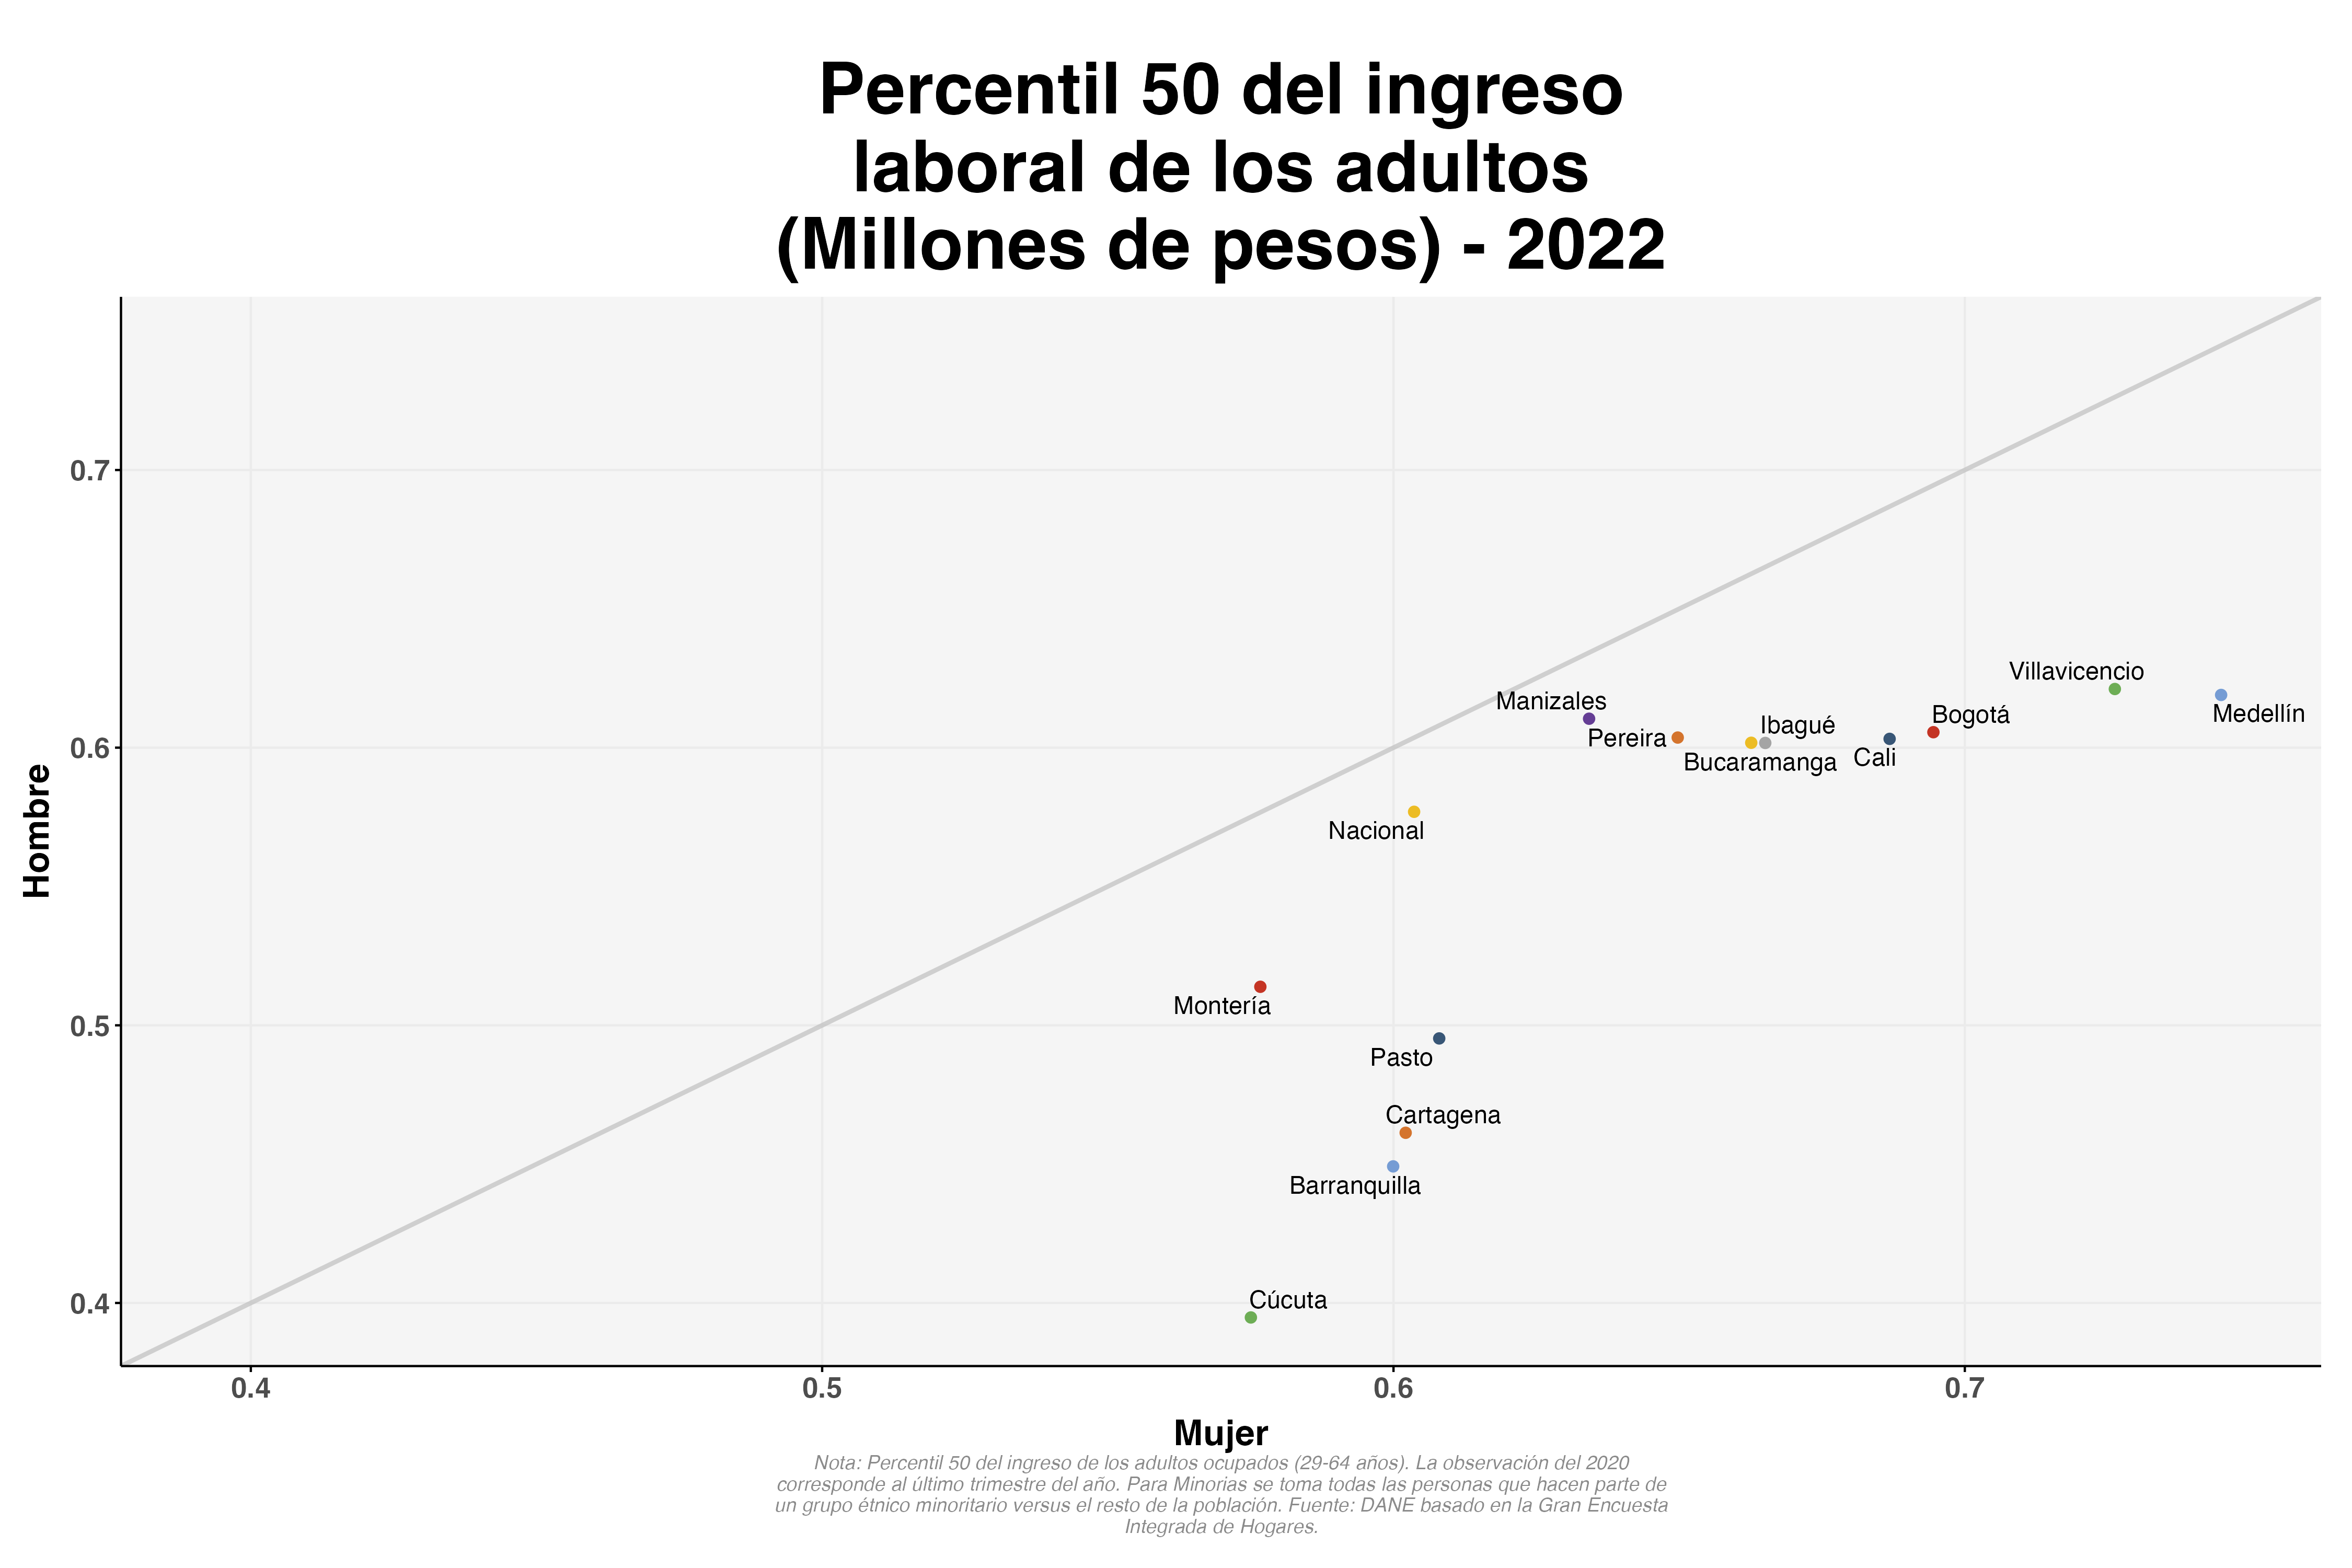 Percentil 50 del ingreso
laboral de los adultos
(Millones de pesos) - 2022
Hombre
0.7
0.6
0.5
0.4
Villavicencio
Medellín
Manizales
Bogotá
Ibagué
Pereira
Cali
Bucaramanga
Nacional
Montería
Pasto
Cartagena
Barranquilla
Cúcuta
0.4
0.5
0.6
0.7
Mujer
Nota: Percentil 50 del ingreso de los adultos ocupados (29-64 años). La observación del 2020
corresponde al último trimestre del año. Para Minorias se toma todas las personas que hacen parte de
un grupo étnico minoritario versus el resto de la población. Fuente: DANE basado en la Gran Encuesta
Integrada de Hogares.